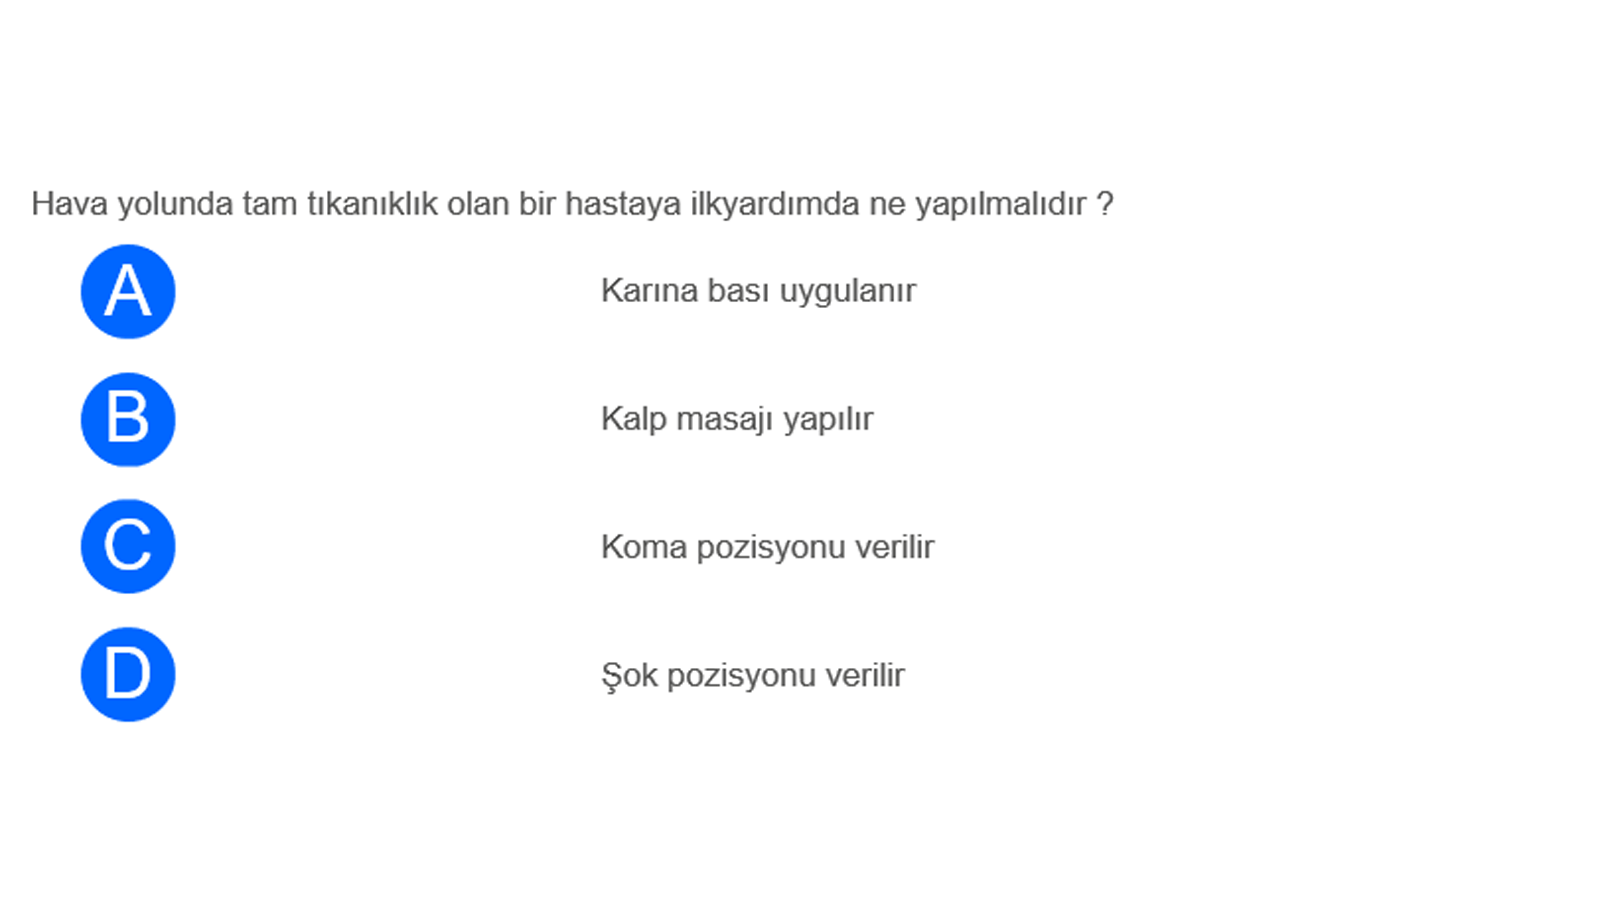 Hava yolunda tam tıkanıklık olan bir hastaya ilkyardımda ne yapılmalıdır ?
A Karına bası uygulanır
B Kalp masajı yapılır
C Koma pozisyonu verilir
D Şok pozisyonu verilir